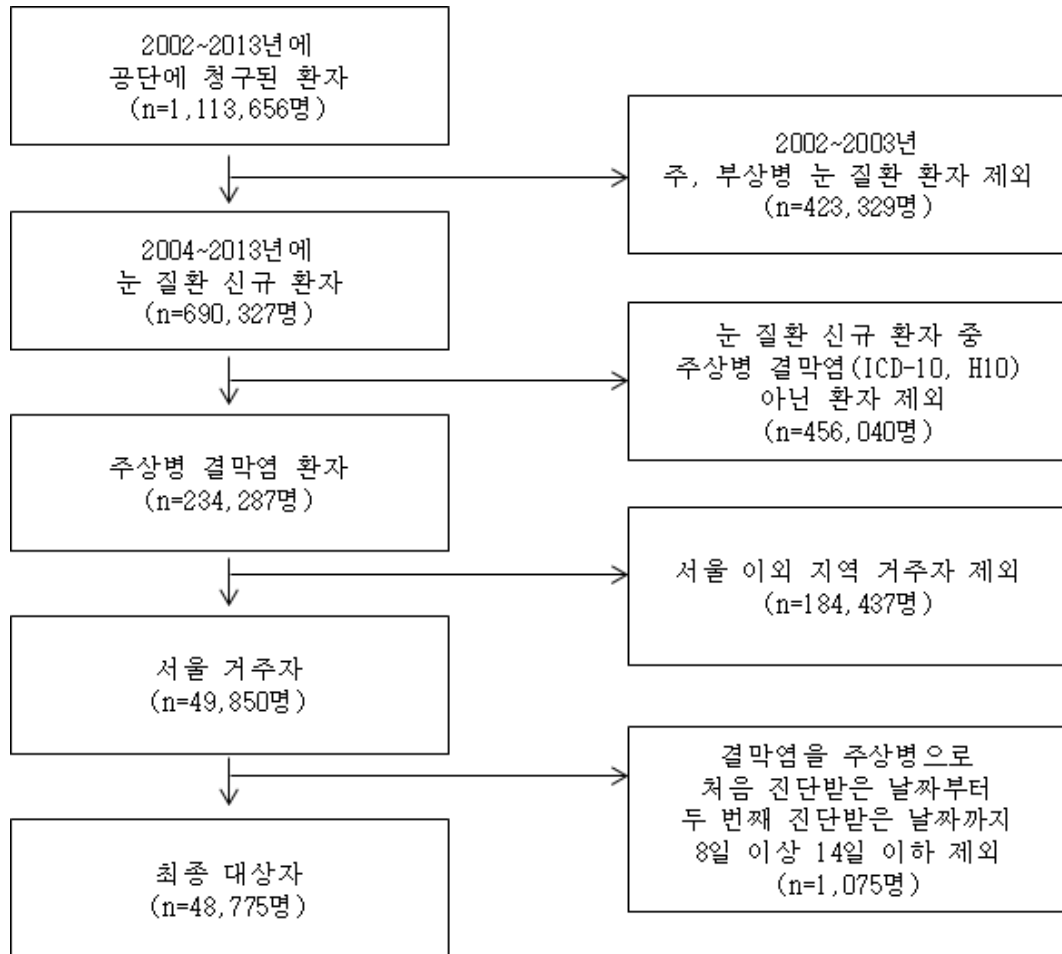 2002~2013년에
공단에 청구된 환자
(n=1,113,656명)
2002~2003년
주, 부상병 눈 질환 환자 제외
(n=423,329명)
2004~2013년에
눈 질환 신규 환자
(n=690,327명)
눈 질환 신규 환자 중
주상병 결막염(ICD-10, H10)
아닌 환자 제외
(n=456,040명)
주상병 결막염 환자
(n=234,287명)
서울 이외 지역 거주자 제외
(n=184,437명)
서울 거주자
(n=49,850명)
결막염을 주상병으로
처음 진단받은 날짜부터
두 번째 진단받은 날짜까지
8일 이상 14일 이하 제외
(n=1,075명)
최종 대상자
(n=48,775명)